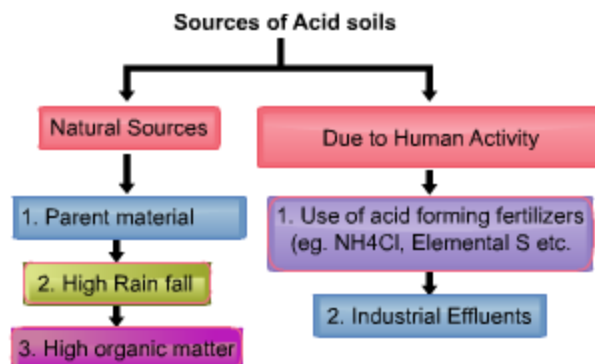 Sources of Acid soils
Natural Sources
Due to Human Activity
1. Parent material
2. High Rain fall
3. High organic matter
1. Use of acid forming fertilizers
(eg. NH4Cl, Elemental S etc.
2. Industrial Effluents